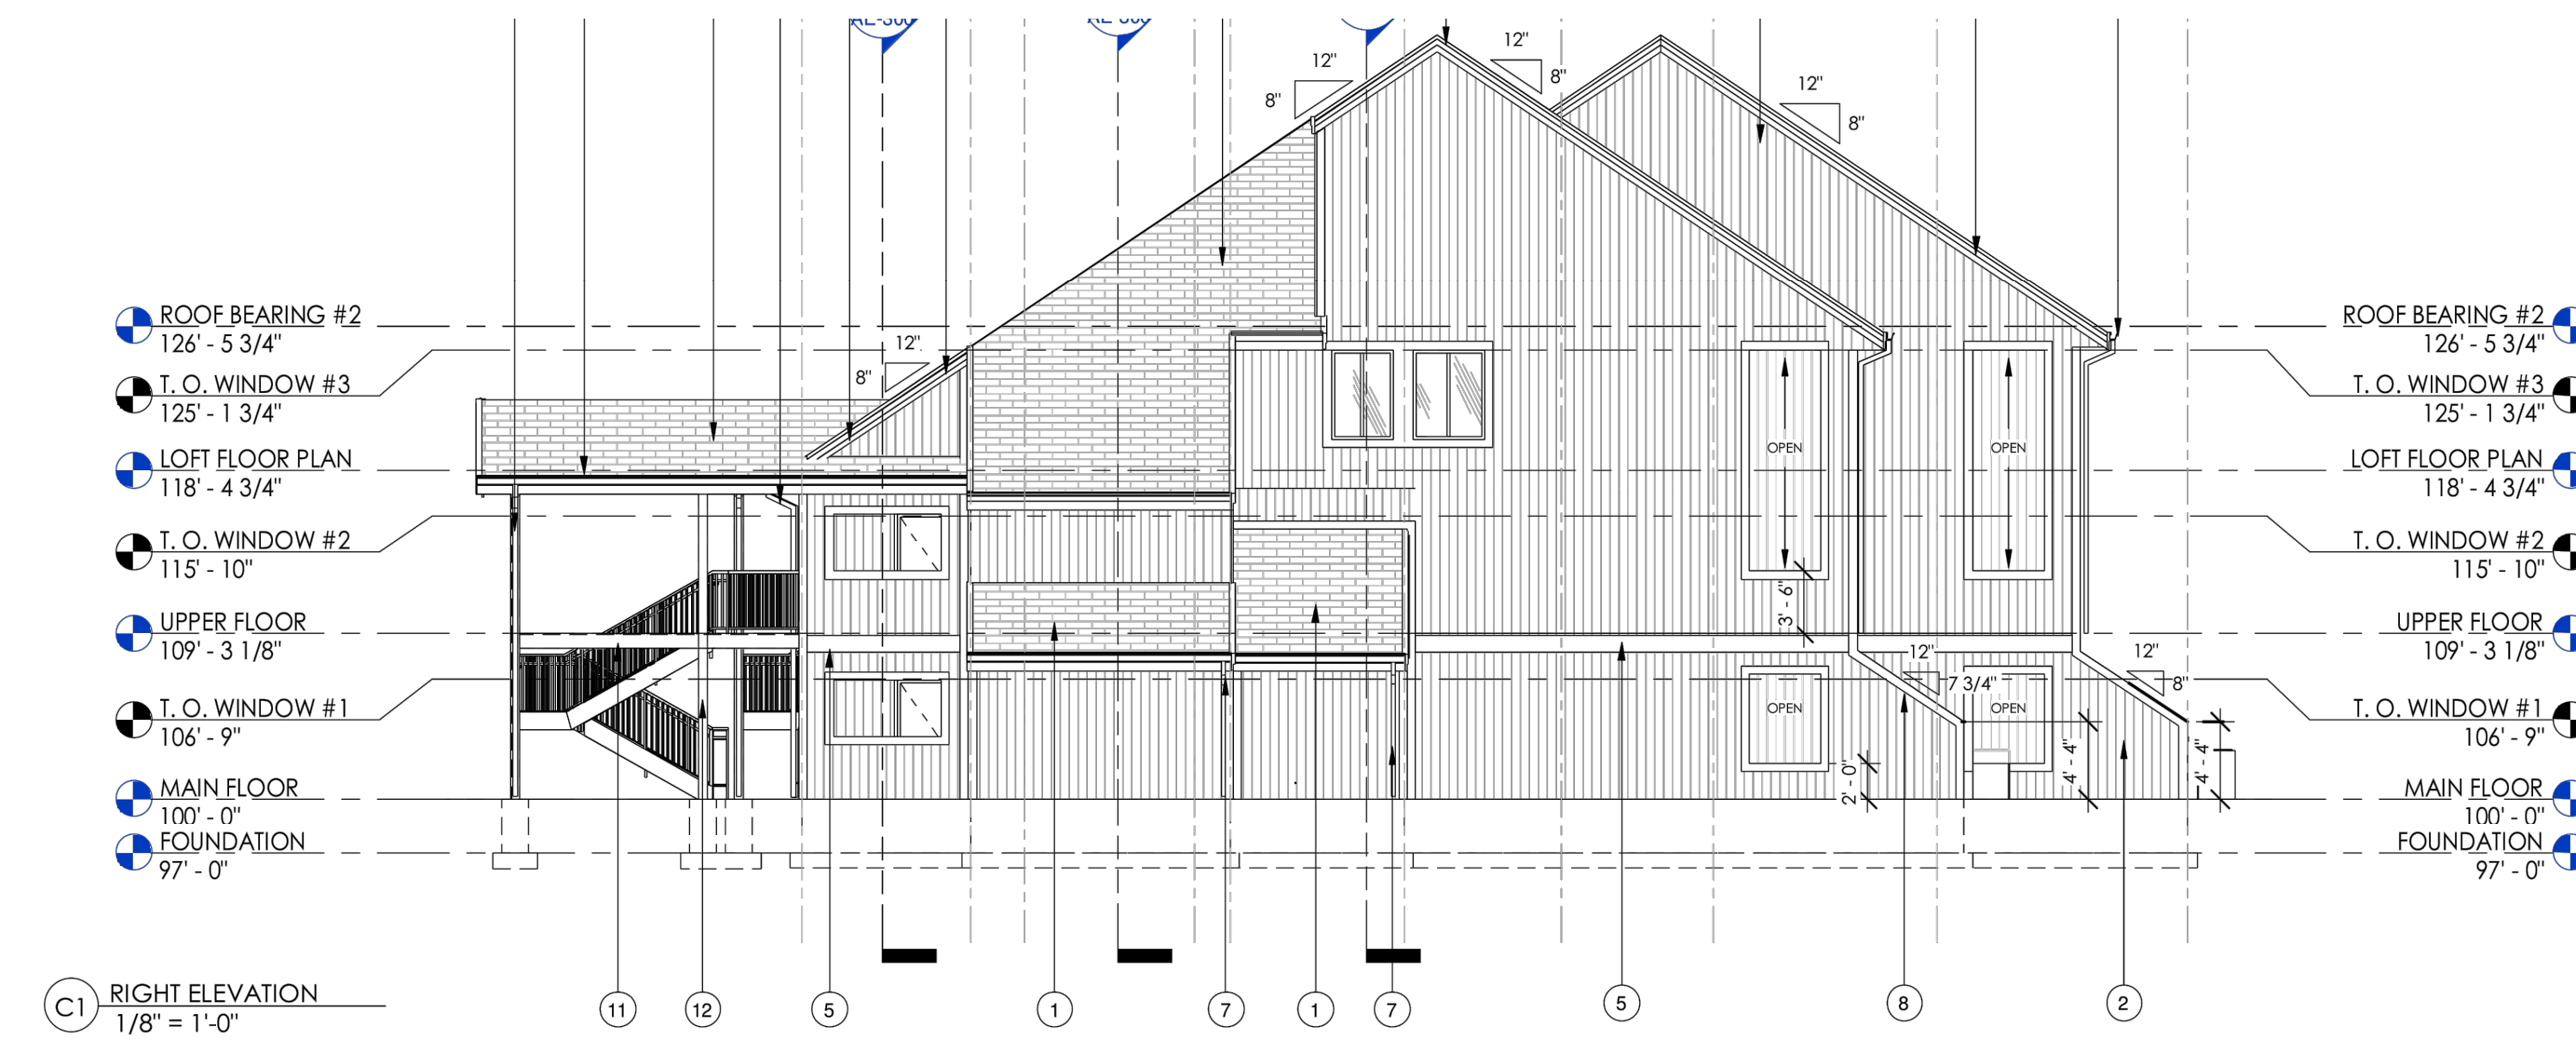 12"
8"
12"
8"
12"
8"
12"
8"
ROOF BEARING #2
126' - 5 3/4"
T. O. WINDOW #3
125' - 1 3/4"
LOFT FLOOR PLAN
118' - 4 3/4"
T. O. WINDOW #2
115' - 10"
UPPER FLOOR
109' - 3 1/8"
T. O. WINDOW #1
106' - 9"
MAIN FLOOR
100' - 0"
FOUNDATION
97' - 0"
OPEN
OPEN
3' - 6"
12"
7 3/4"
12"
8"
OPEN
OPEN
2' - 0"
4' - 4"
4' - 4"
ROOF BEARING #2
126' - 5 3/4"
T. O. WINDOW #3
125' - 1 3/4"
LOFT FLOOR PLAN
118' - 4 3/4"
T. O. WINDOW #2
115' - 10"
UPPER FLOOR
109' - 3 1/8"
T. O. WINDOW #1
106' - 9"
MAIN FLOOR
100' - 0"
FOUNDATION
97' - 0"
11
12
5
1
7
1
7
5
8
2
C1
RIGHT ELEVATION
1/8" = 1'-0"